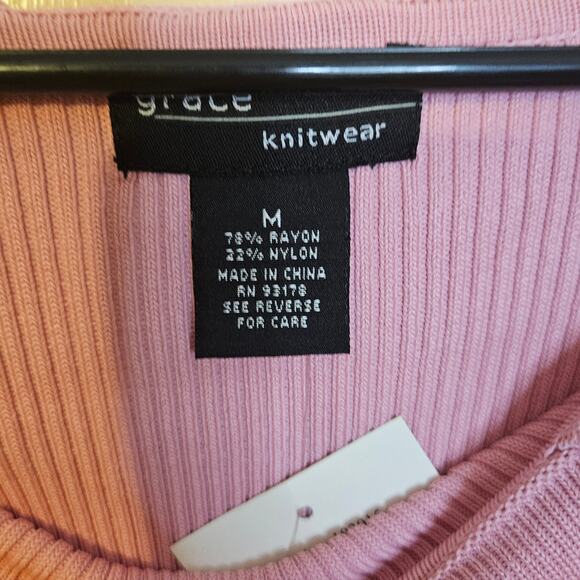 grace
knitwear
M
78% RAYON
22% NYLON
MADE IN CHINA
RN 93178
SEE REVERSE
FOR CARE